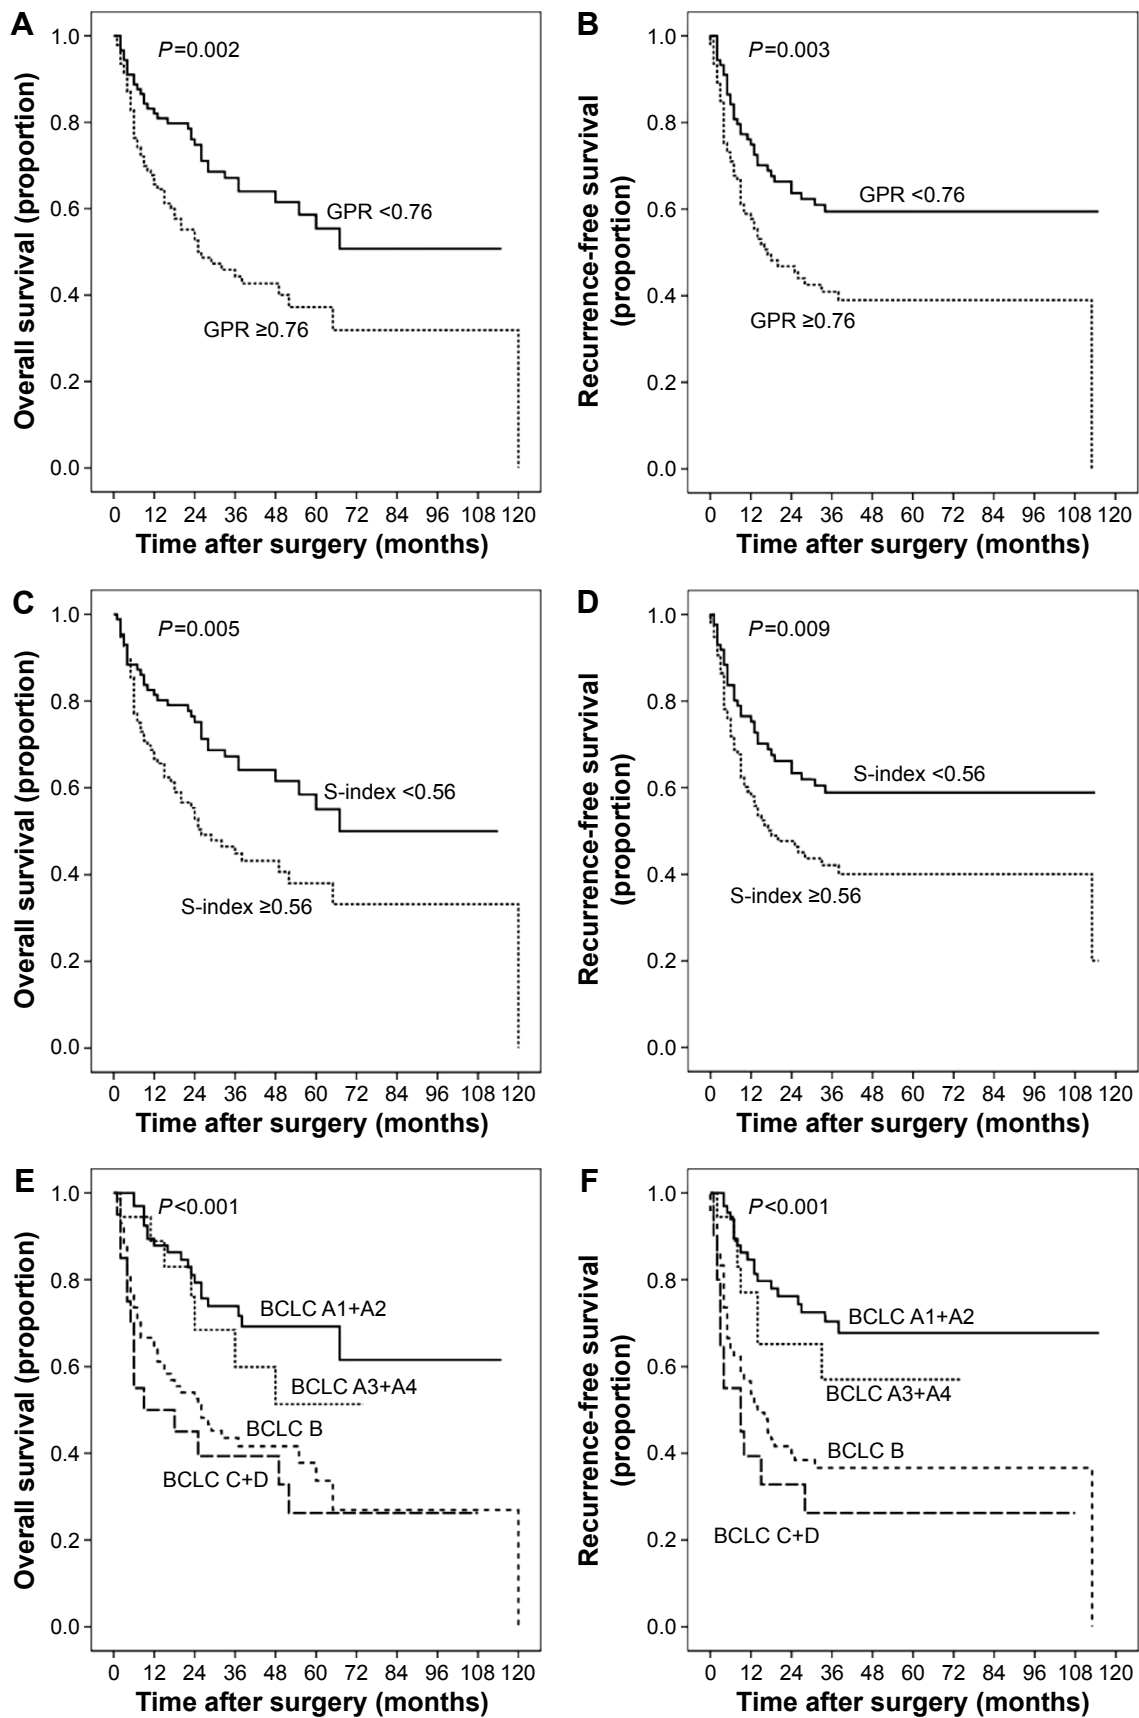 A
Overall survival (proportion)
1.0
0.8
0.6
0.4
0.2
0.0
P=0.002
GPR <0.76
GPR ≥0.76
0 12 24 36 48 60 72 84 96 108 120
Time after surgery (months)
B
Recurrence-free survival
(proportion)
1.0
0.8
0.6
0.4
0.2
0.0
P=0.003
GPR <0.76
GPR ≥0.76
0 12 24 36 48 60 72 84 96 108 120
Time after surgery (months)
C
Overall survival (proportion)
1.0
0.8
0.6
0.4
0.2
0.0
P=0.005
S-index <0.56
S-index ≥0.56
0 12 24 36 48 60 72 84 96 108 120
Time after surgery (months)
D
Recurrence-free survival
(proportion)
1.0
0.8
0.6
0.4
0.2
0.0
P=0.009
S-index <0.56
S-index ≥0.56
0 12 24 36 48 60 72 84 96 108 120
Time after surgery (months)
E
Overall survival (proportion)
1.0
0.8
0.6
0.4
0.2
0.0
P<0.001
BCLC A1+A2
BCLC A3+A4
BCLC B
BCLC C+D
0 12 24 36 48 60 72 84 96 108 120
Time after surgery (months)
F
Recurrence-free survival
(proportion)
1.0
0.8
0.6
0.4
0.2
0.0
P<0.001
BCLC A1+A2
BCLC A3+A4
BCLC B
BCLC C+D
0 12 24 36 48 60 72 84 96 108 120
Time after surgery (months)